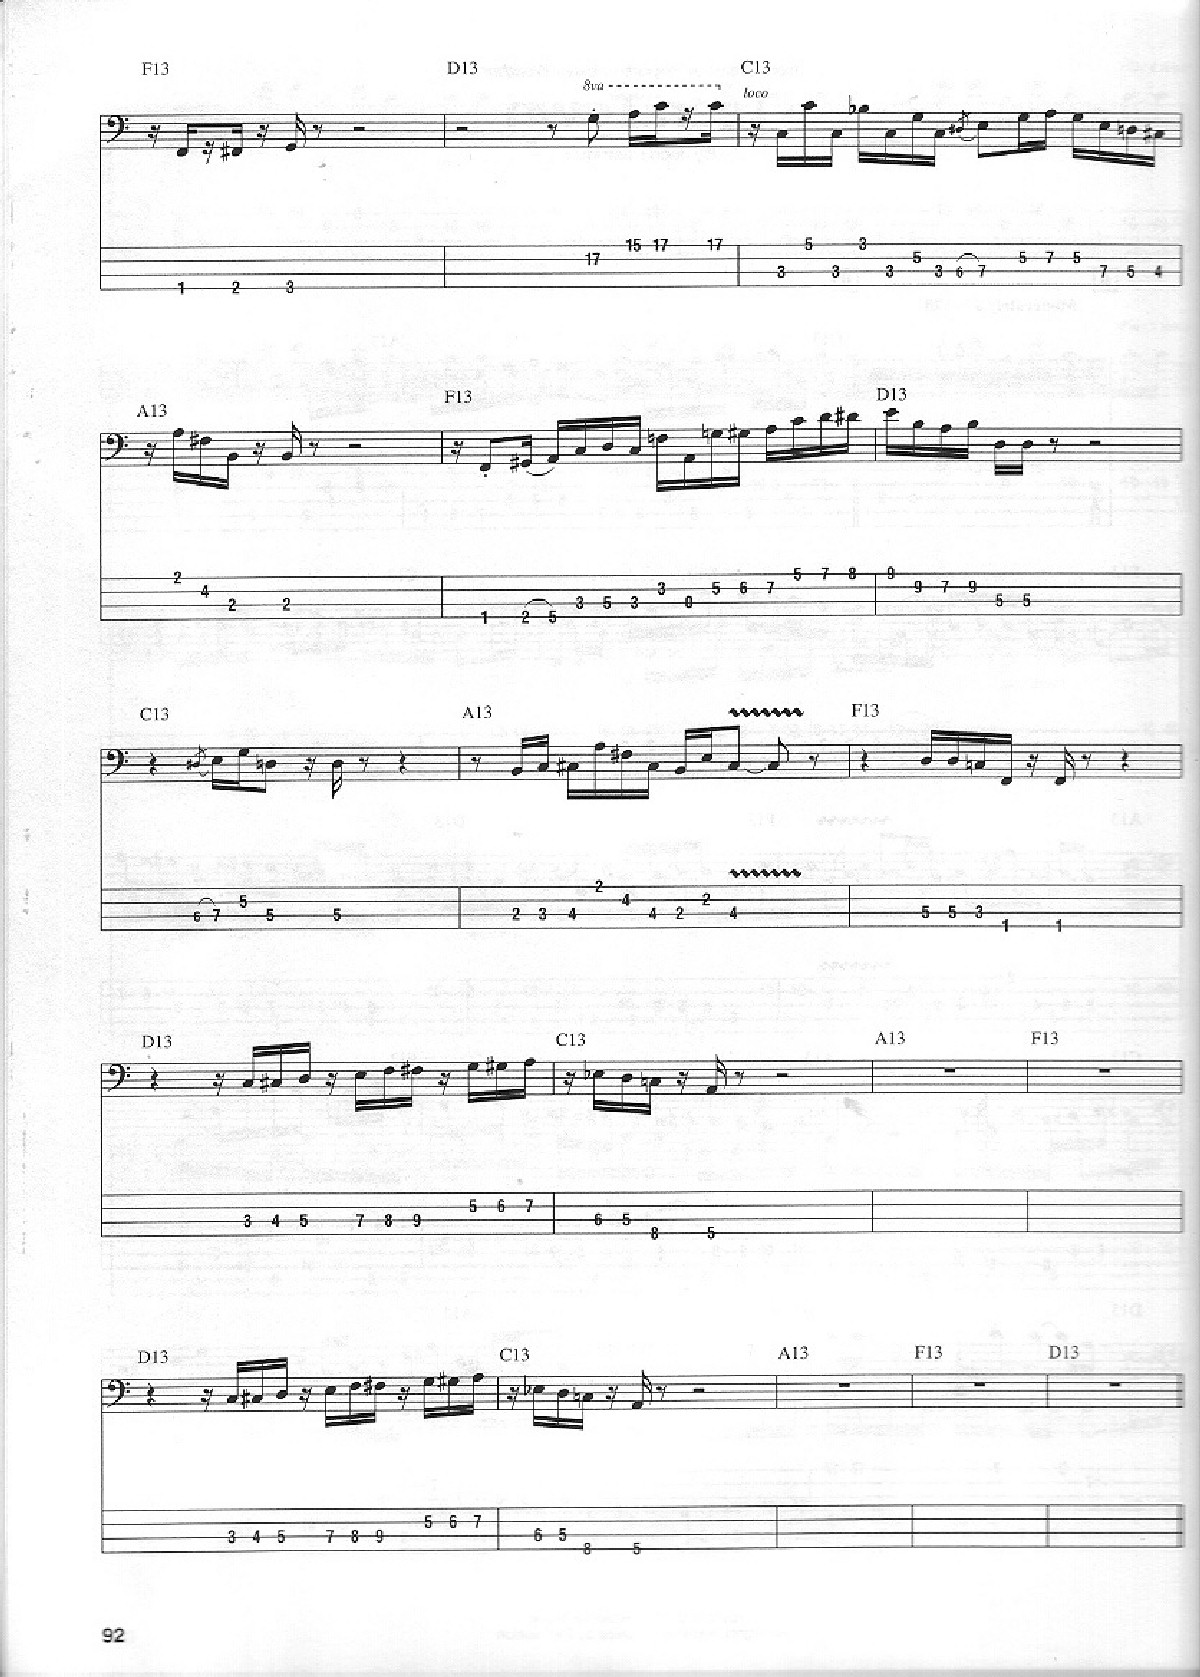 F13 D13 C13
8va loco
15 17 17 5 3
17 5 5 7 5
3 3 3 3 6 7 7 5 4
1 2 3
A13 F13 D13
2 5 7 8 9
4 3 5 6 7 9 7 9
2 2 3 5 3 0 5 5
1 2 5
C13 A13 F13
2
5 4 2
6 7 5 5 2 3 4 4 2 4 5 5 3
1 1
D13 C13 A13 F13
5 6 7
3 4 5 7 8 9 6 5
8 5
D13 C13 A13 F13 D13
5 6 7
3 4 5 7 8 9 6 5
8 5
92